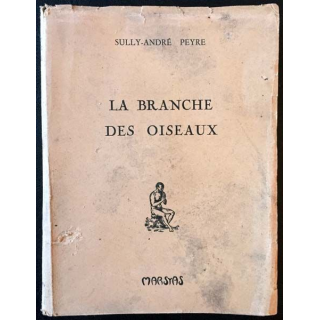 SULLY-ANDRÉ PEYRE
LA BRANCHE
DES OISEAUX
MARSYAS